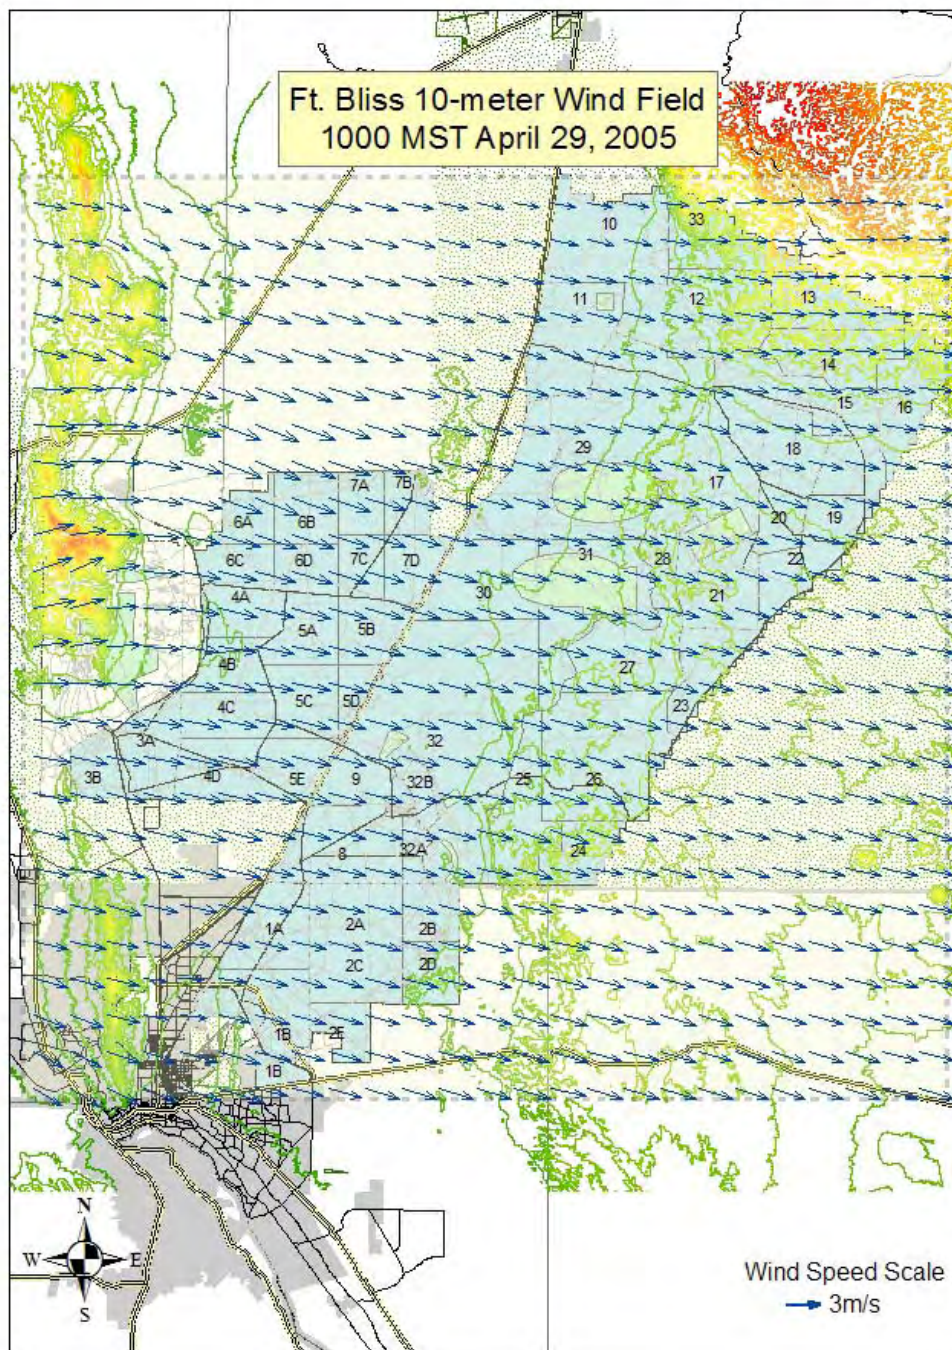 Ft. Bliss 10-meter Wind Field
1000 MST April 29, 2005
10
33
11
12
13
14
15
16
29
18
17
7A
7B
6A
6B
20
19
6C
6D
7C
7D
31
28
22
30
4A
21
5A
5B
4B
27
4C
5C
5D
23
3A
32
3B
4D
5E
9
32B
25
26
8
32A
24
1A
2A
2B
2C
2D
1B
2E
1B
N
W
E
S
Wind Speed Scale
3m/s